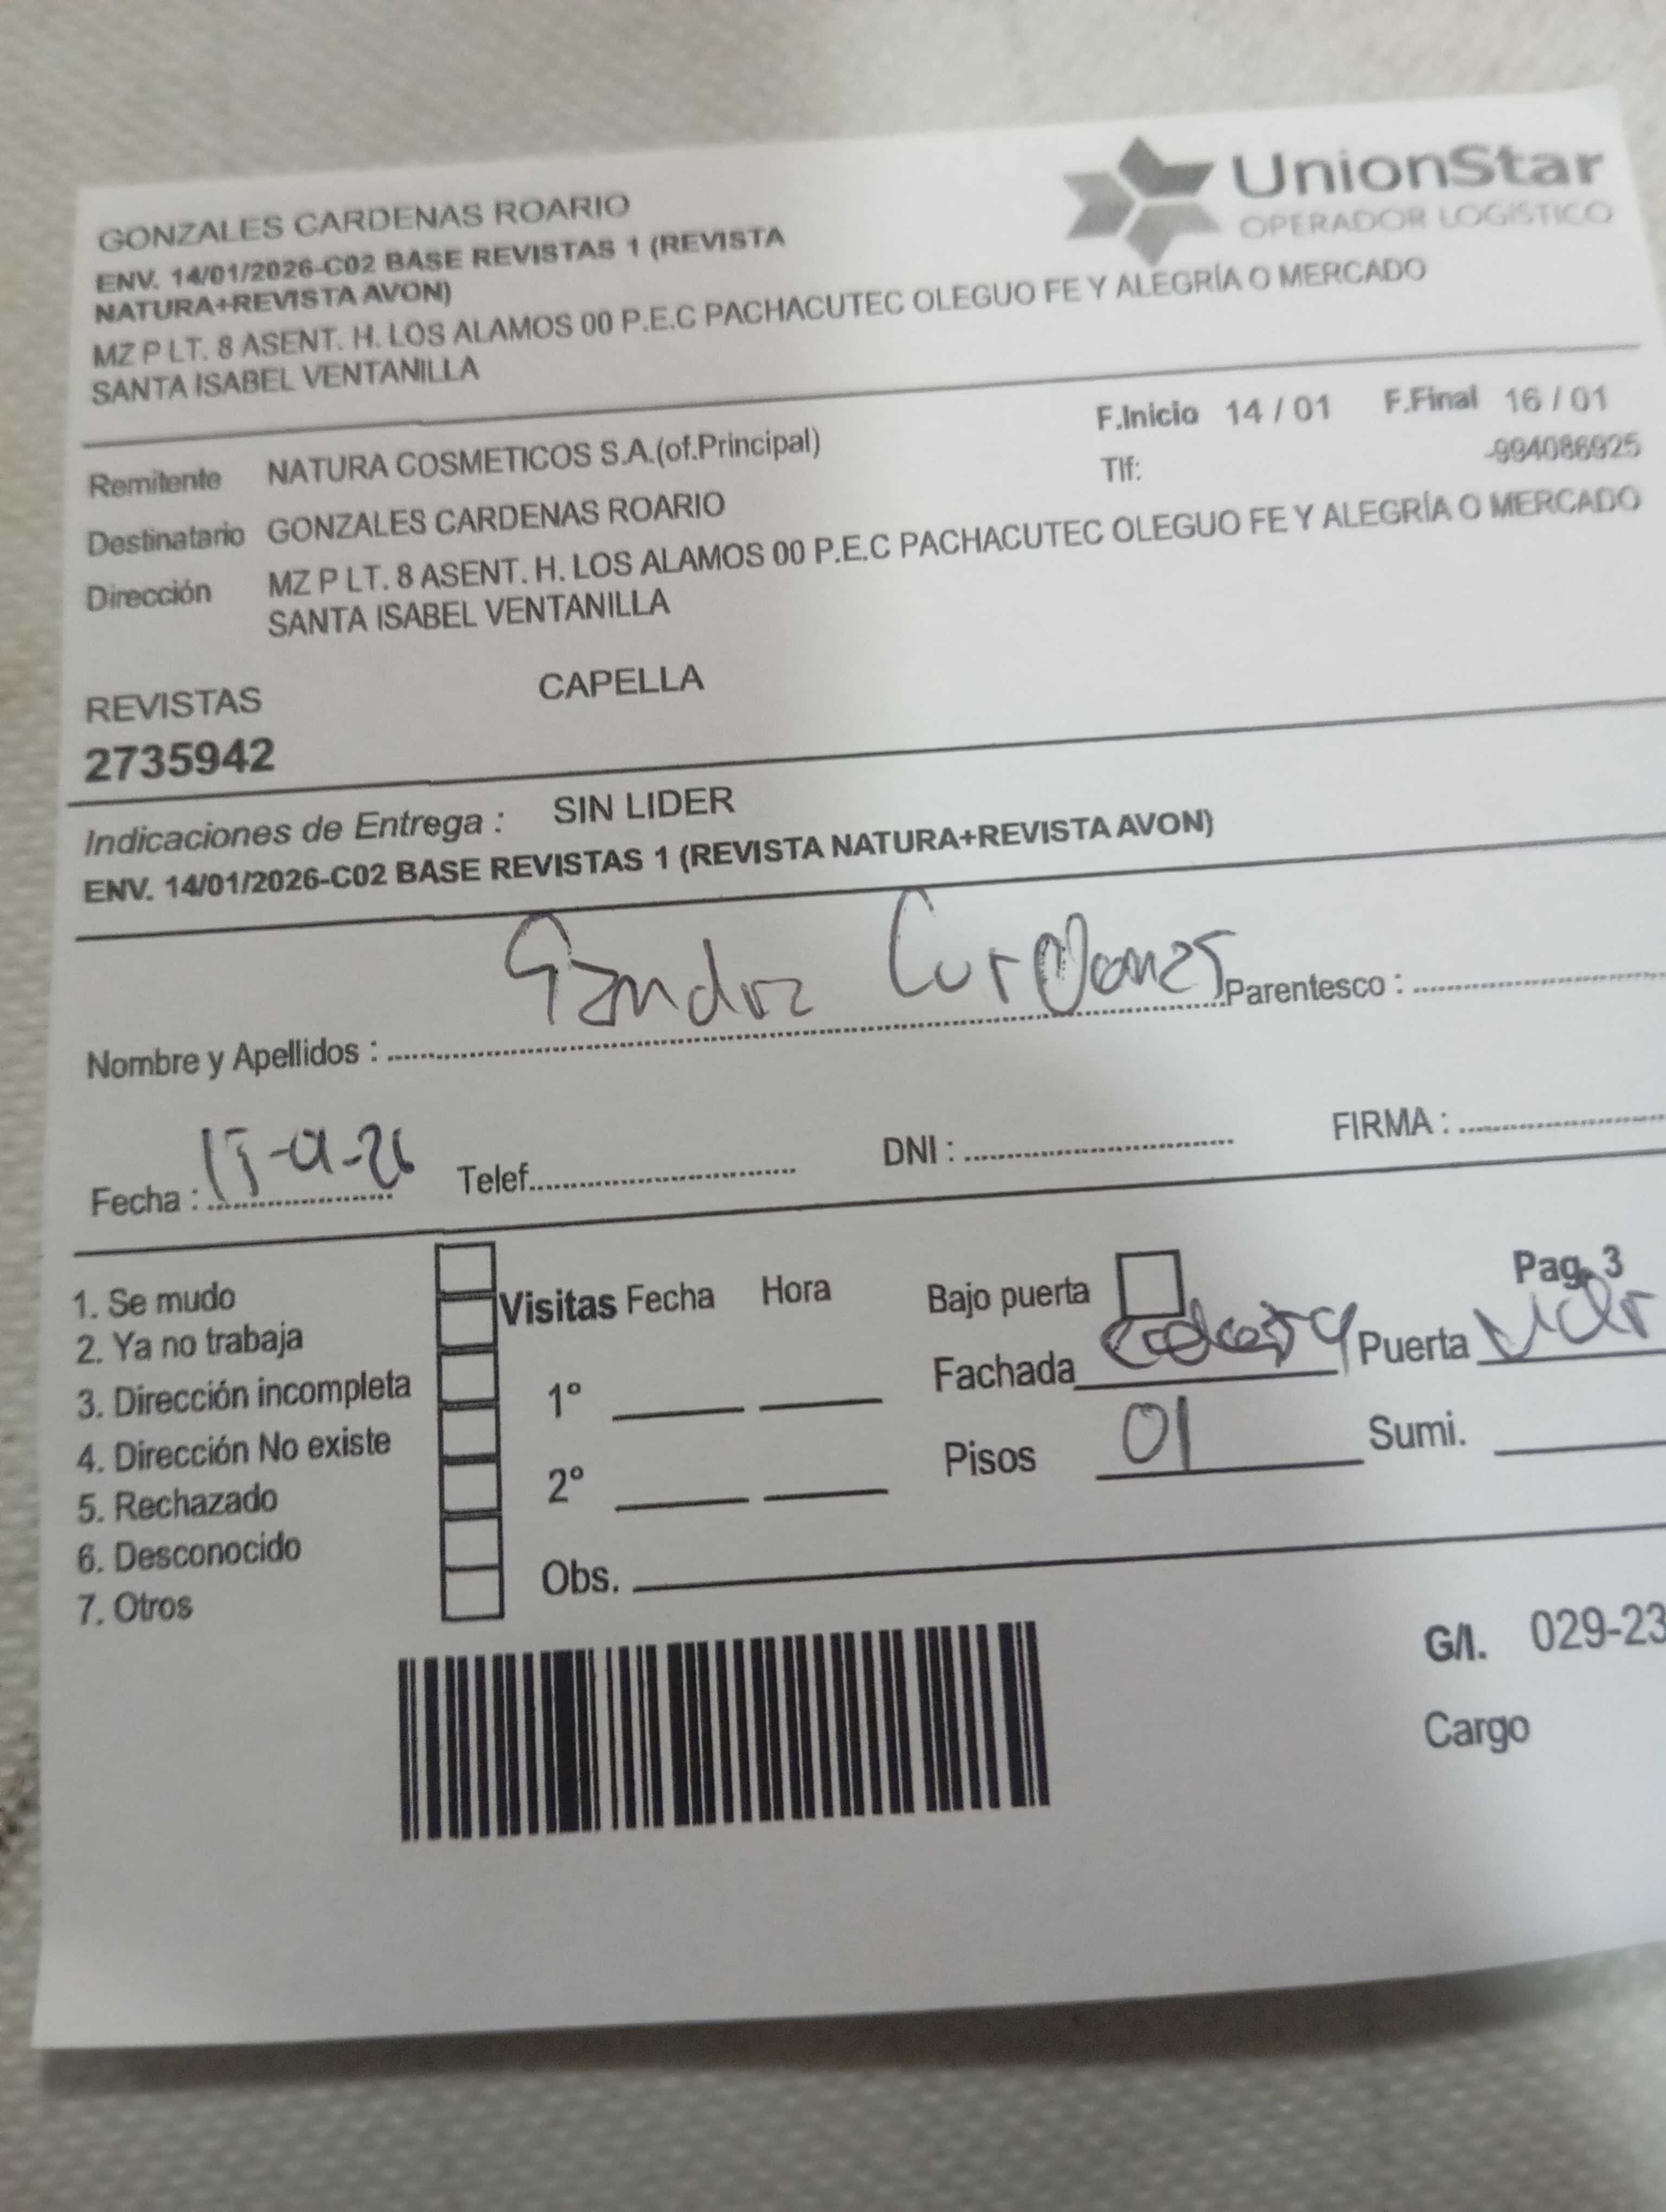 UnionStar
OPERADOR LOGÍSTICO
GONZALES CARDENAS ROARIO
ENV. 14/01/2026-C02 BASE REVISTAS 1 (REVISTA
NATURA+REVISTA AVON)
MZ P LT. 8 ASENT. H. LOS ALAMOS 00 P.E.C PACHACUTEC OLEGUO FE Y ALEGRÍA O MERCADO
SANTA ISABEL VENTANILLA
F.Inicio 14 / 01 F.Final 16 / 01
Remitente NATURA COSMETICOS S.A.(of.Principal)
Tlf: -994086925
Destinatario GONZALES CARDENAS ROARIO
Dirección MZ P LT. 8 ASENT. H. LOS ALAMOS 00 P.E.C PACHACUTEC OLEGUO FE Y ALEGRÍA O MERCADO
SANTA ISABEL VENTANILLA
REVISTAS CAPELLA
2735942
Indicaciones de Entrega : SIN LIDER
ENV. 14/01/2026-C02 BASE REVISTAS 1 (REVISTA NATURA+REVISTA AVON)
Nombre y Apellidos : Parentesco :
Fecha : 15-01-26 Telef. DNI : FIRMA :
Pag. 3
1. Se mudo
2. Ya no trabaja
3. Dirección incompleta
4. Dirección No existe
5. Rechazado
6. Desconocido
7. Otros
Visitas Fecha Hora
1º
2º
Obs.
Bajo puerta
Fachada Puerta
Pisos 01 Sumi.
G/I. 029-23
Cargo